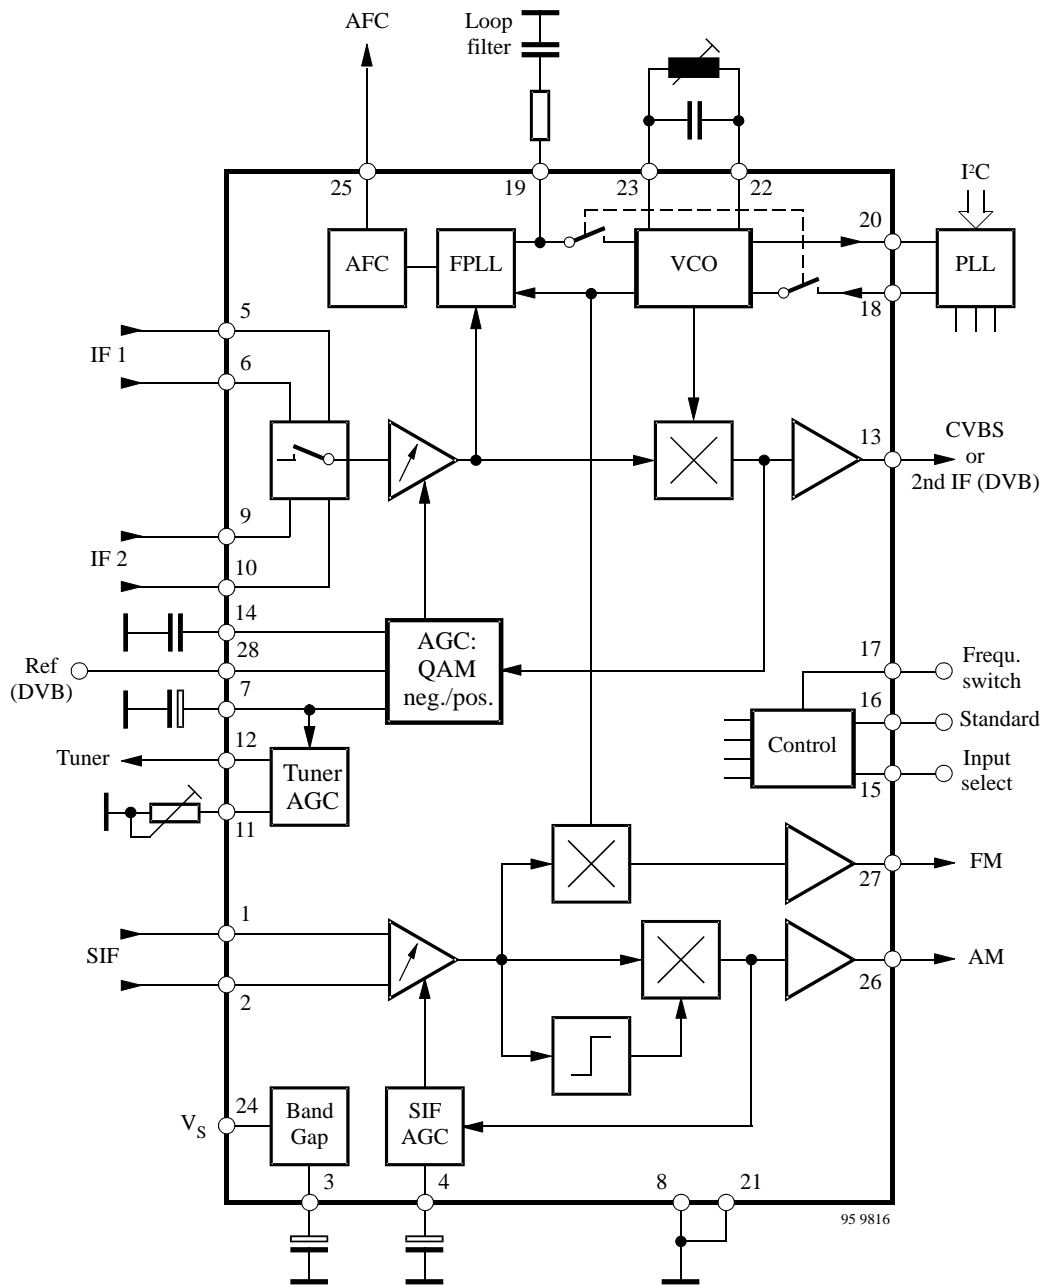 AFC
Loop
filter
25
19
23
22
I²C
20
AFC
FPLL
VCO
PLL
18
5
IF 1
6
13
CVBS
or
2nd IF (DVB)
9
IF 2
10
14
28
Ref
(DVB)
AGC:
QAM
neg./pos.
7
17
Frequ.
switch
16
Standard
12
Tuner
Tuner
AGC
Control
Input
select
15
11
27
FM
1
SIF
2
26
AM
24
V_S
Band
Gap
SIF
AGC
3
4
8
21
95 9816